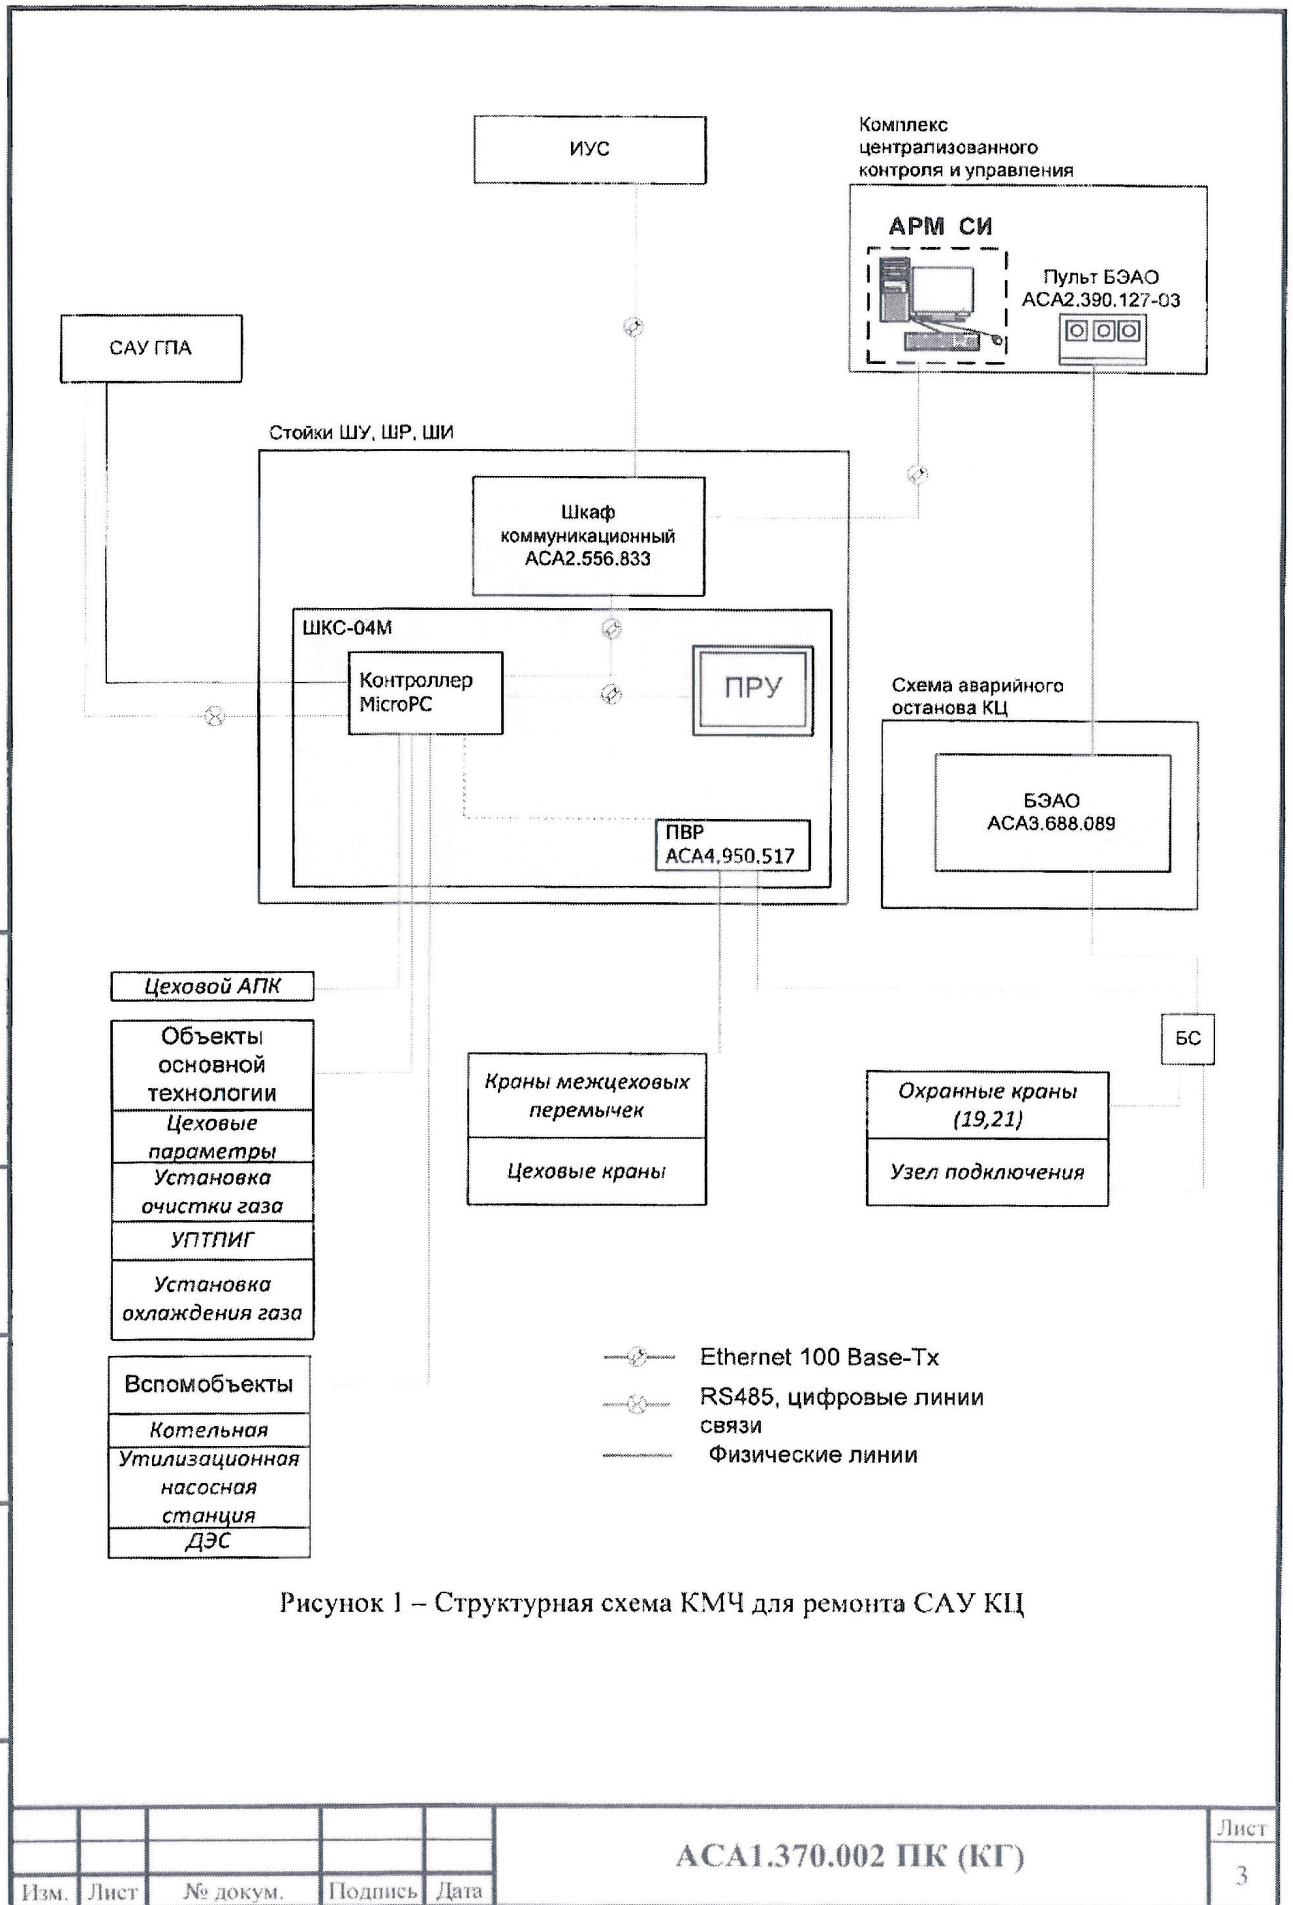 ИУС
Комплекс
централизованного
контроля и управления
АРМ СИ
Пульт БЭАО
АСА2.390.127-03
САУ ГПА
Стойки ШУ, ШР, ШИ
Шкаф
коммуникационный
АСА2.556.833
ШКС-04М
Контроллер
MicroPC
ПРУ
ПВР
АСА4.950.517
Схема аварийного
останова КЦ
БЭАО
АСА3.688.089
БС
Цеховой АПК
Объекты
основной
технологии
Цеховые
параметры
Установка
очистки газа
УПТПИГ
Установка
охлаждения газа
Краны межцеховых
перемычек
Цеховые краны
Охранные краны
(19,21)
Узел подключения
Вспомобъекты
Котельная
Утилизационная
насосная
станция
ДЭС
Ethernet 100 Base-Tx
RS485, цифровые линии
связи
Физические линии
Рисунок 1 – Структурная схема КМЧ для ремонта САУ КЦ
Изм. Лист № докум. Подпись Дата
АСА1.370.002 ПК (КГ)
Лист
3